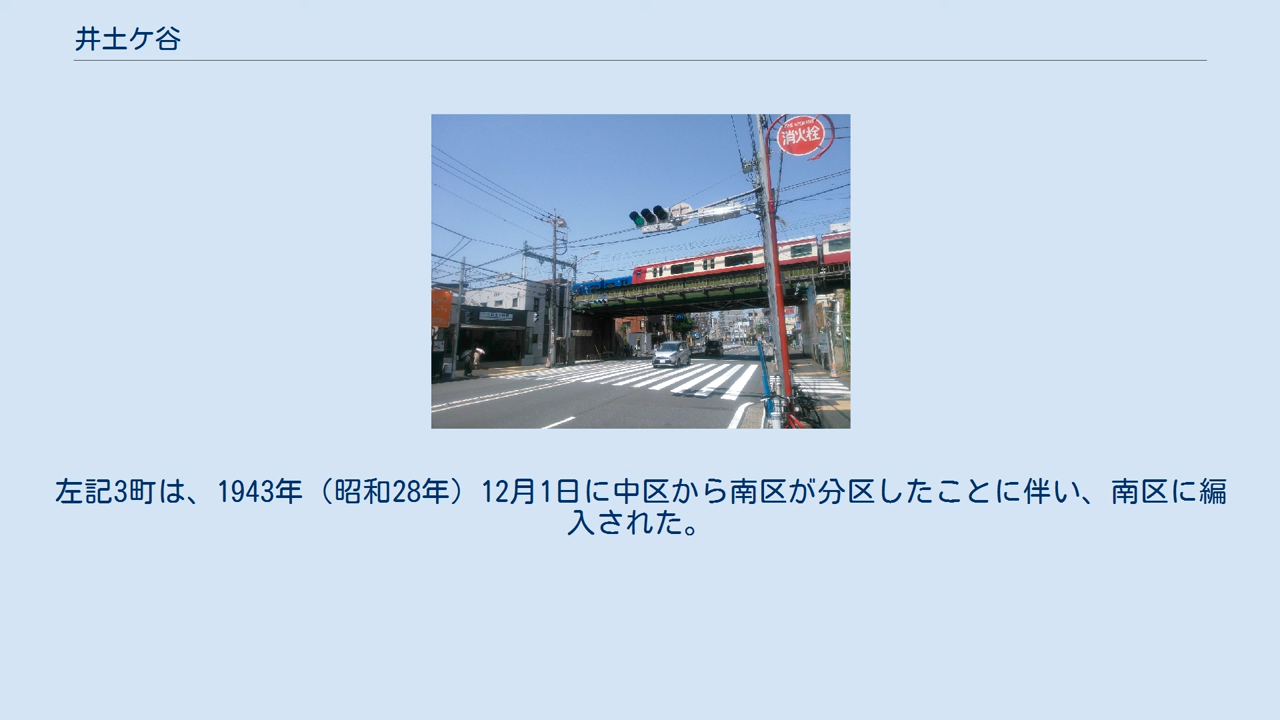 井土ケ谷
消火栓
左記3町は、1943年（昭和28年）12月1日に中区から南区が分区したことに伴い、南区に編
入された。